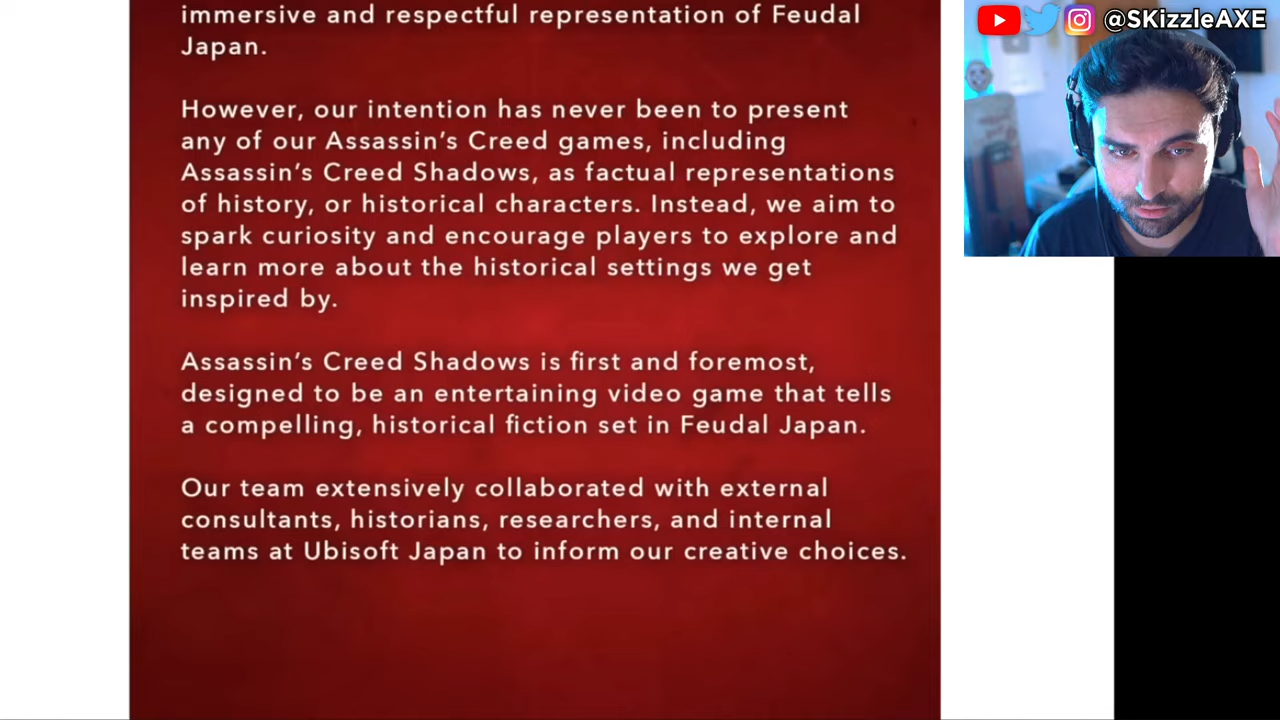 immersive and respectful representation of Feudal
Japan.
However, our intention has never been to present
any of our Assassin’s Creed games, including
Assassin’s Creed Shadows, as factual representations
of history, or historical characters. Instead, we aim to
spark curiosity and encourage players to explore and
learn more about the historical settings we get
inspired by.
Assassin’s Creed Shadows is first and foremost,
designed to be an entertaining video game that tells
a compelling, historical fiction set in Feudal Japan.
Our team extensively collaborated with external
consultants, historians, researchers, and internal
teams at Ubisoft Japan to inform our creative choices.
@SKizzleAXE